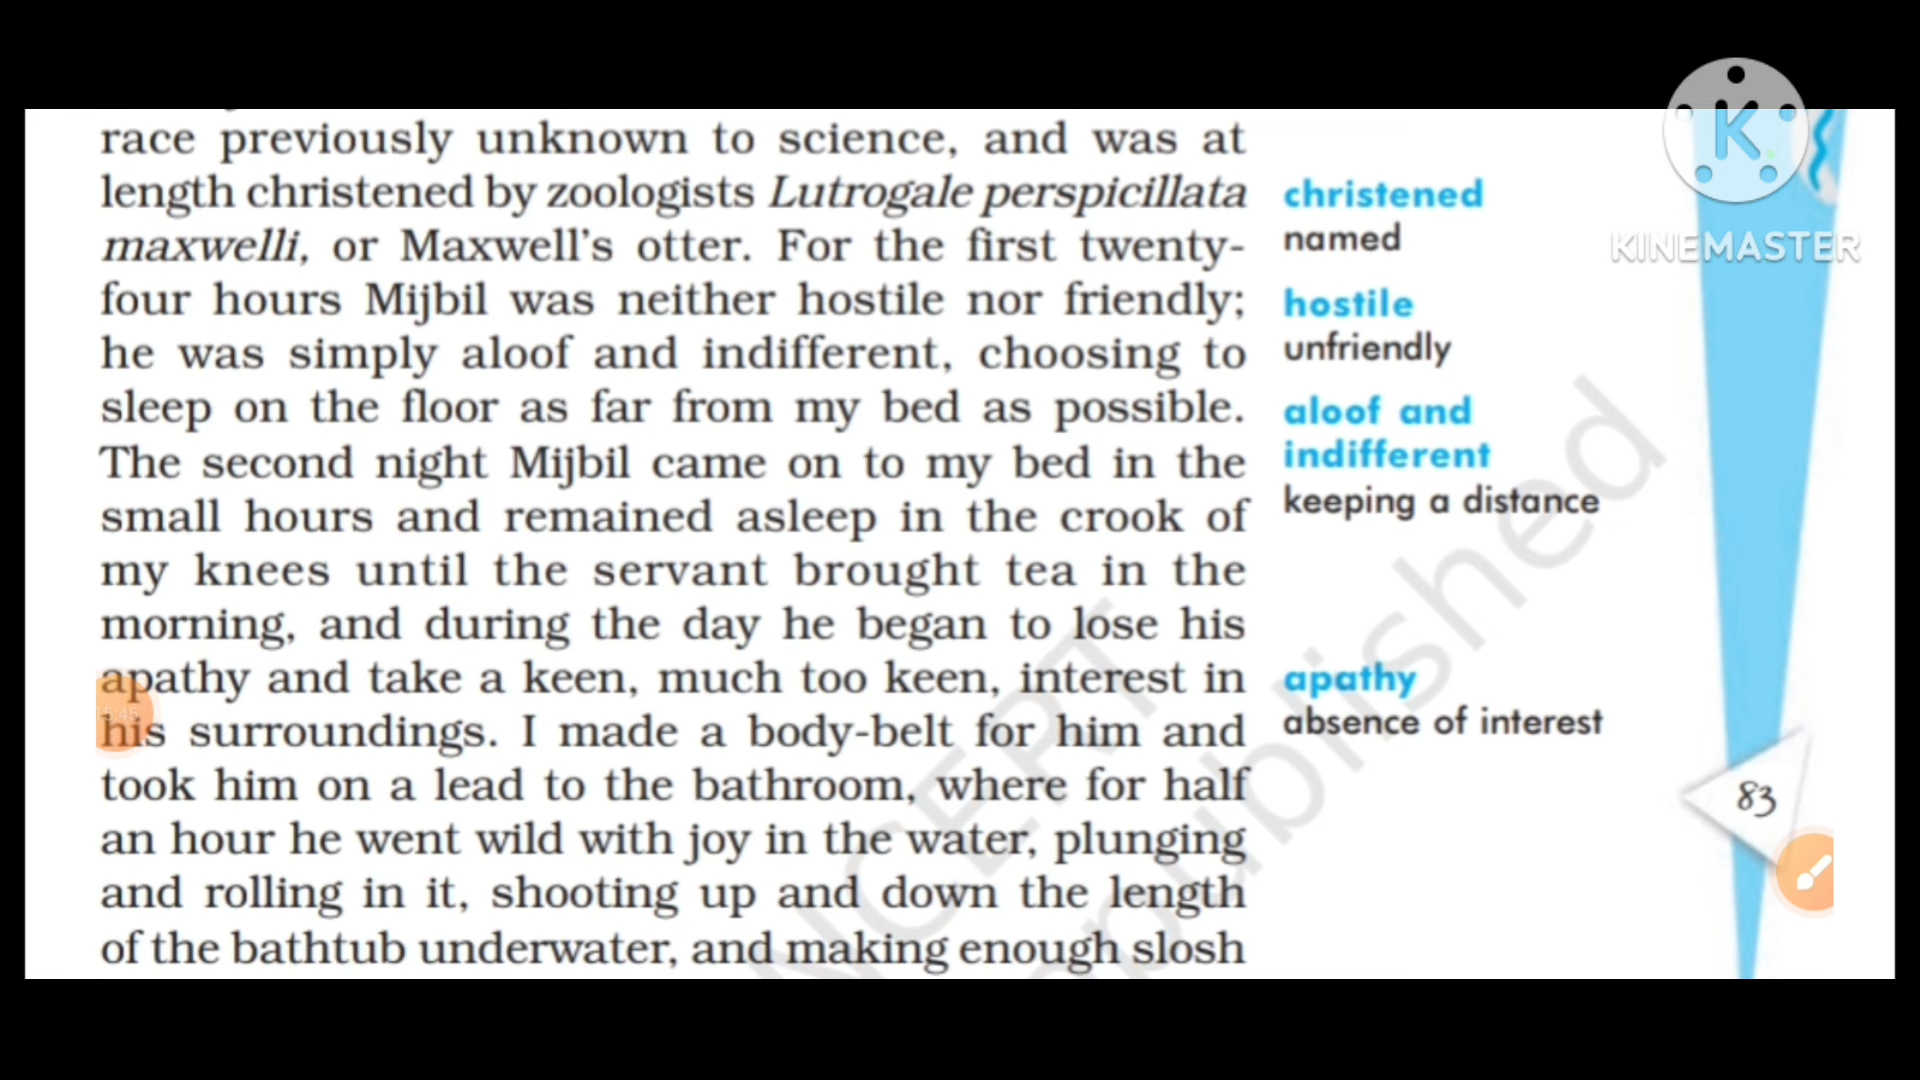 race previously unknown to science, and was at
length christened by zoologists Lutrogale perspicillata
maxwelli, or Maxwell's otter. For the first twenty-
four hours Mijbil was neither hostile nor friendly;
he was simply aloof and indifferent, choosing to
sleep on the floor as far from my bed as possible.
The second night Mijbil came on to my bed in the
small hours and remained asleep in the crook of
my knees until the servant brought tea in the
morning, and during the day he began to lose his
apathy and take a keen, much too keen, interest in
his surroundings. I made a body-belt for him and
took him on a lead to the bathroom, where for half
an hour he went wild with joy in the water, plunging
and rolling in it, shooting up and down the length
of the bathtub underwater, and making enough slosh
christened
named
hostile
unfriendly
aloof and
indifferent
keeping a distance
apathy
absence of interest
K
KINEMASTER
83
NCERT
published